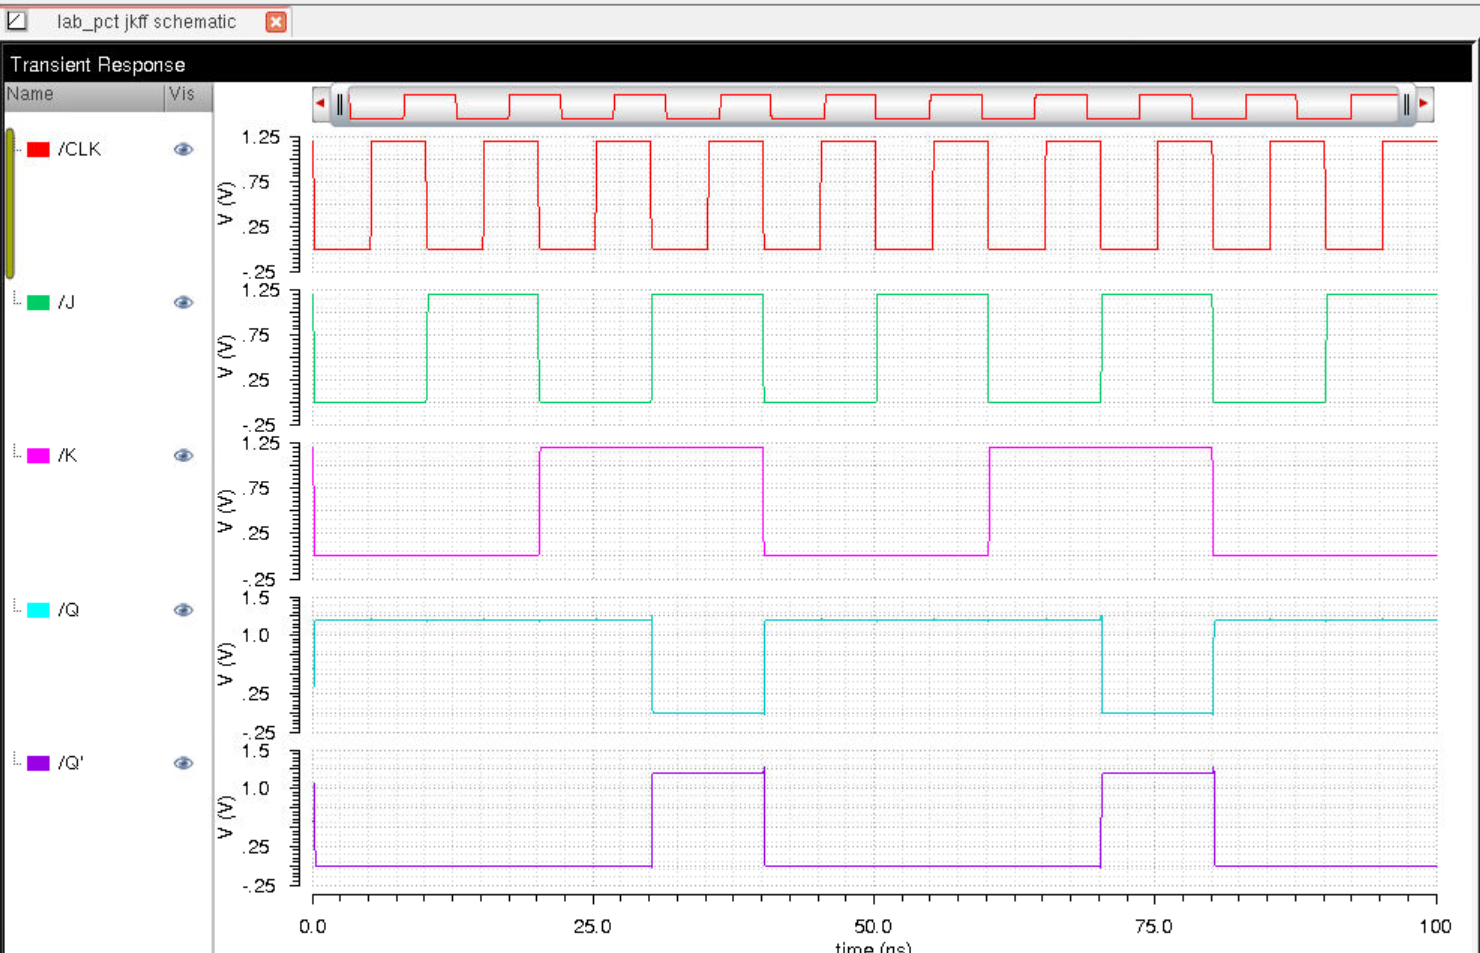 lab_pct jkff schematic
Transient Response
Name Vis
/CLK
1.25
.75
.25
-.25
V (V)
/J
1.25
.75
.25
-.25
V (V)
/K
1.25
.75
.25
-.25
V (V)
/Q
1.5
1.0
.25
-.25
V (V)
/Q'
1.5
1.0
.25
-.25
V (V)
0.0 25.0 50.0 75.0 100
time (ns)